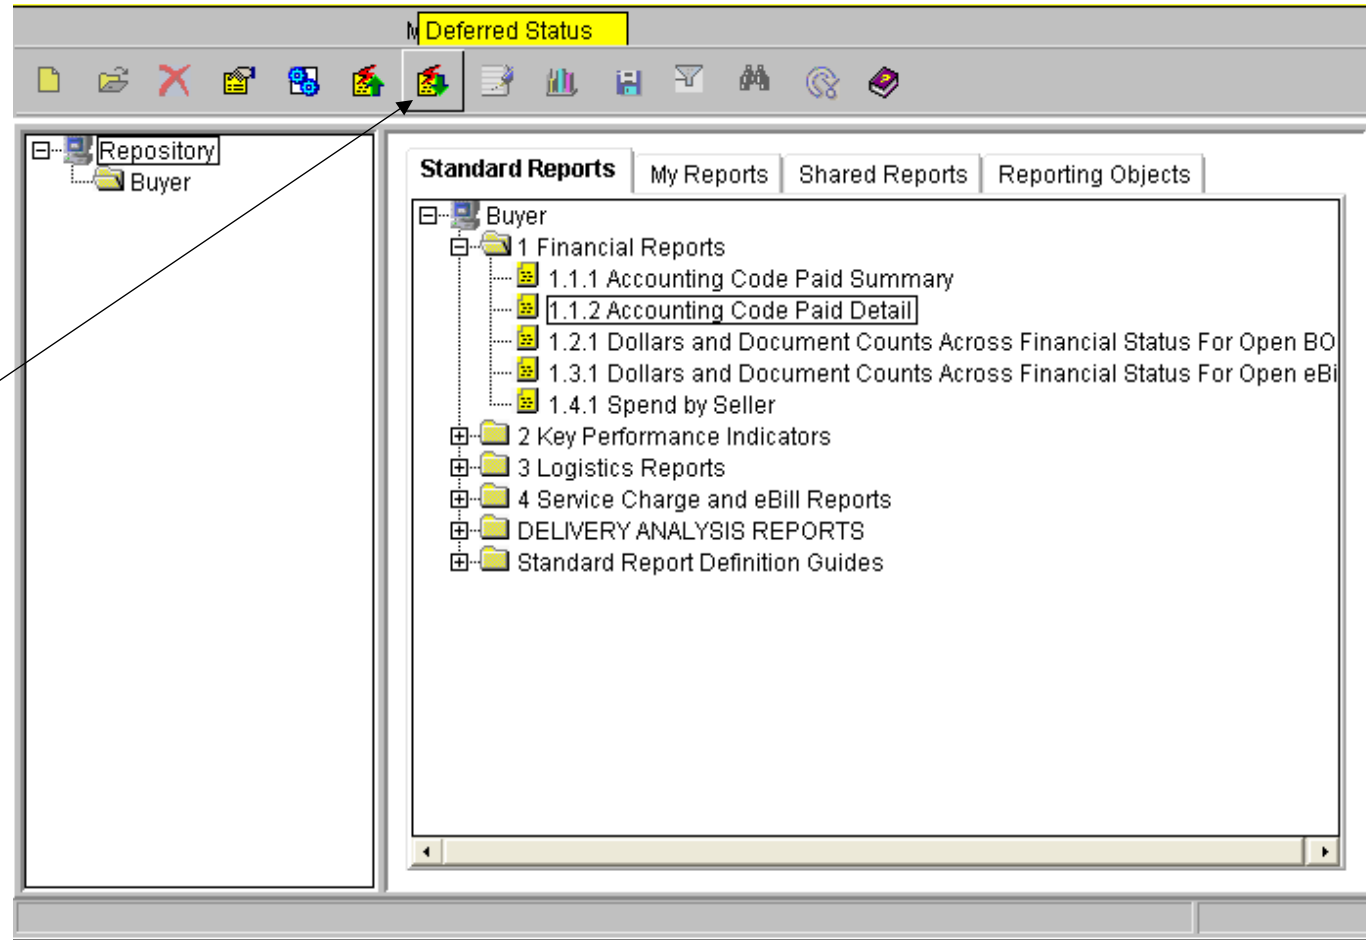 Deferred Status
Repository
Buyer
Standard Reports
My Reports
Shared Reports
Reporting Objects
Buyer
1 Financial Reports
1.1.1 Accounting Code Paid Summary
1.1.2 Accounting Code Paid Detail
1.2.1 Dollars and Document Counts Across Financial Status For Open BO
1.3.1 Dollars and Document Counts Across Financial Status For Open eBi
1.4.1 Spend by Seller
2 Key Performance Indicators
3 Logistics Reports
4 Service Charge and eBill Reports
DELIVERY ANALYSIS REPORTS
Standard Report Definition Guides